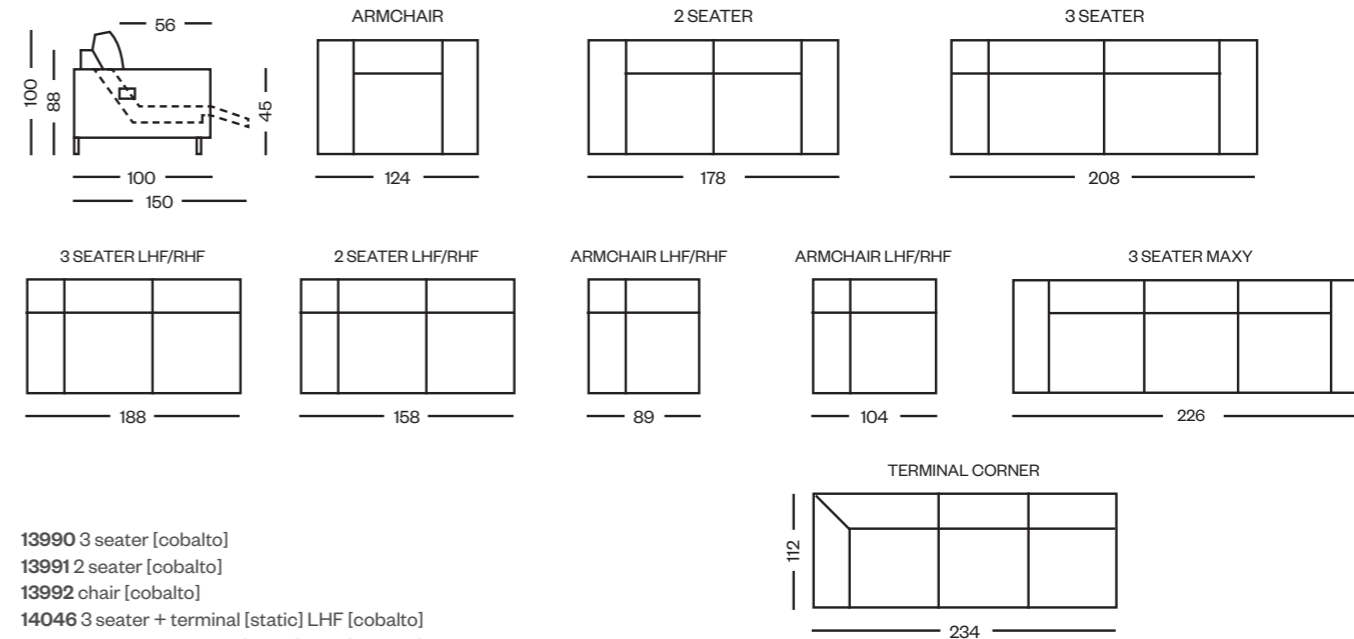 ARMCHAIR
2 SEATER
3 SEATER
56
100
88
45
100
150
124
178
208
3 SEATER LHF/RHF
2 SEATER LHF/RHF
ARMCHAIR LHF/RHF
ARMCHAIR LHF/RHF
3 SEATER MAXY
188
158
89
104
226
TERMINAL CORNER
112
234
13990 3 seater [cobalto]
13991 2 seater [cobalto]
13992 chair [cobalto]
14046 3 seater + terminal [static] LHF [cobalto]